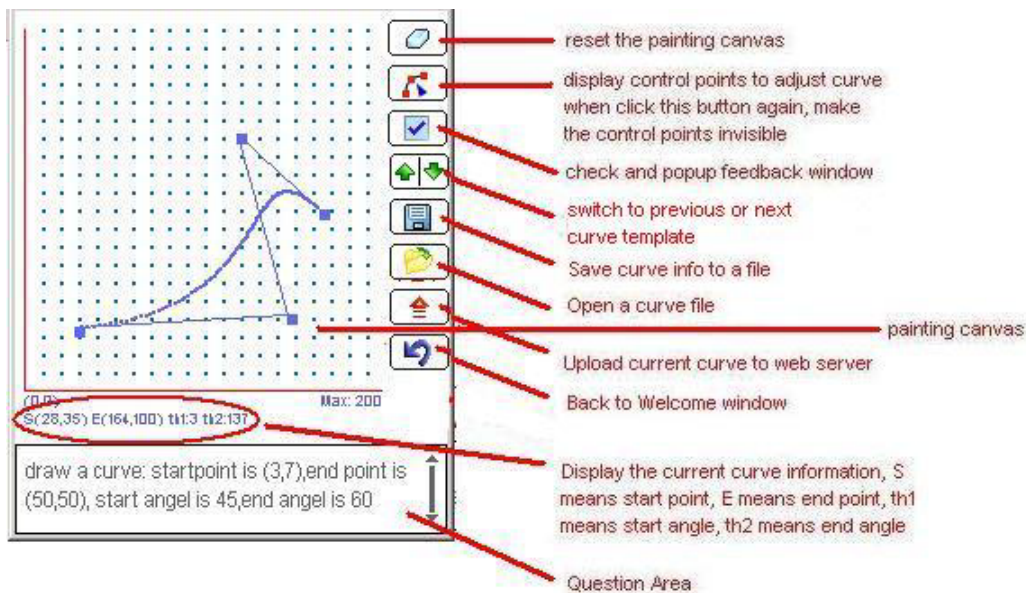 reset the painting canvas
display control points to adjust curve
when click this button again, make
the control points invisible
check and popup feedback window
switch to previous or next
curve template
Save curve info to a file
Open a curve file
painting canvas
Upload current curve to web server
Back to Welcome window
(0,0)
Max: 200
S(28,35) E(164,100) th1:3 th2:137
draw a curve: startpoint is (3,7),end point is
(50,50), start angel is 45,end angel is 60
Display the current curve information, S
means start point, E means end point, th1
means start angle, th2 means end angle
Question Area